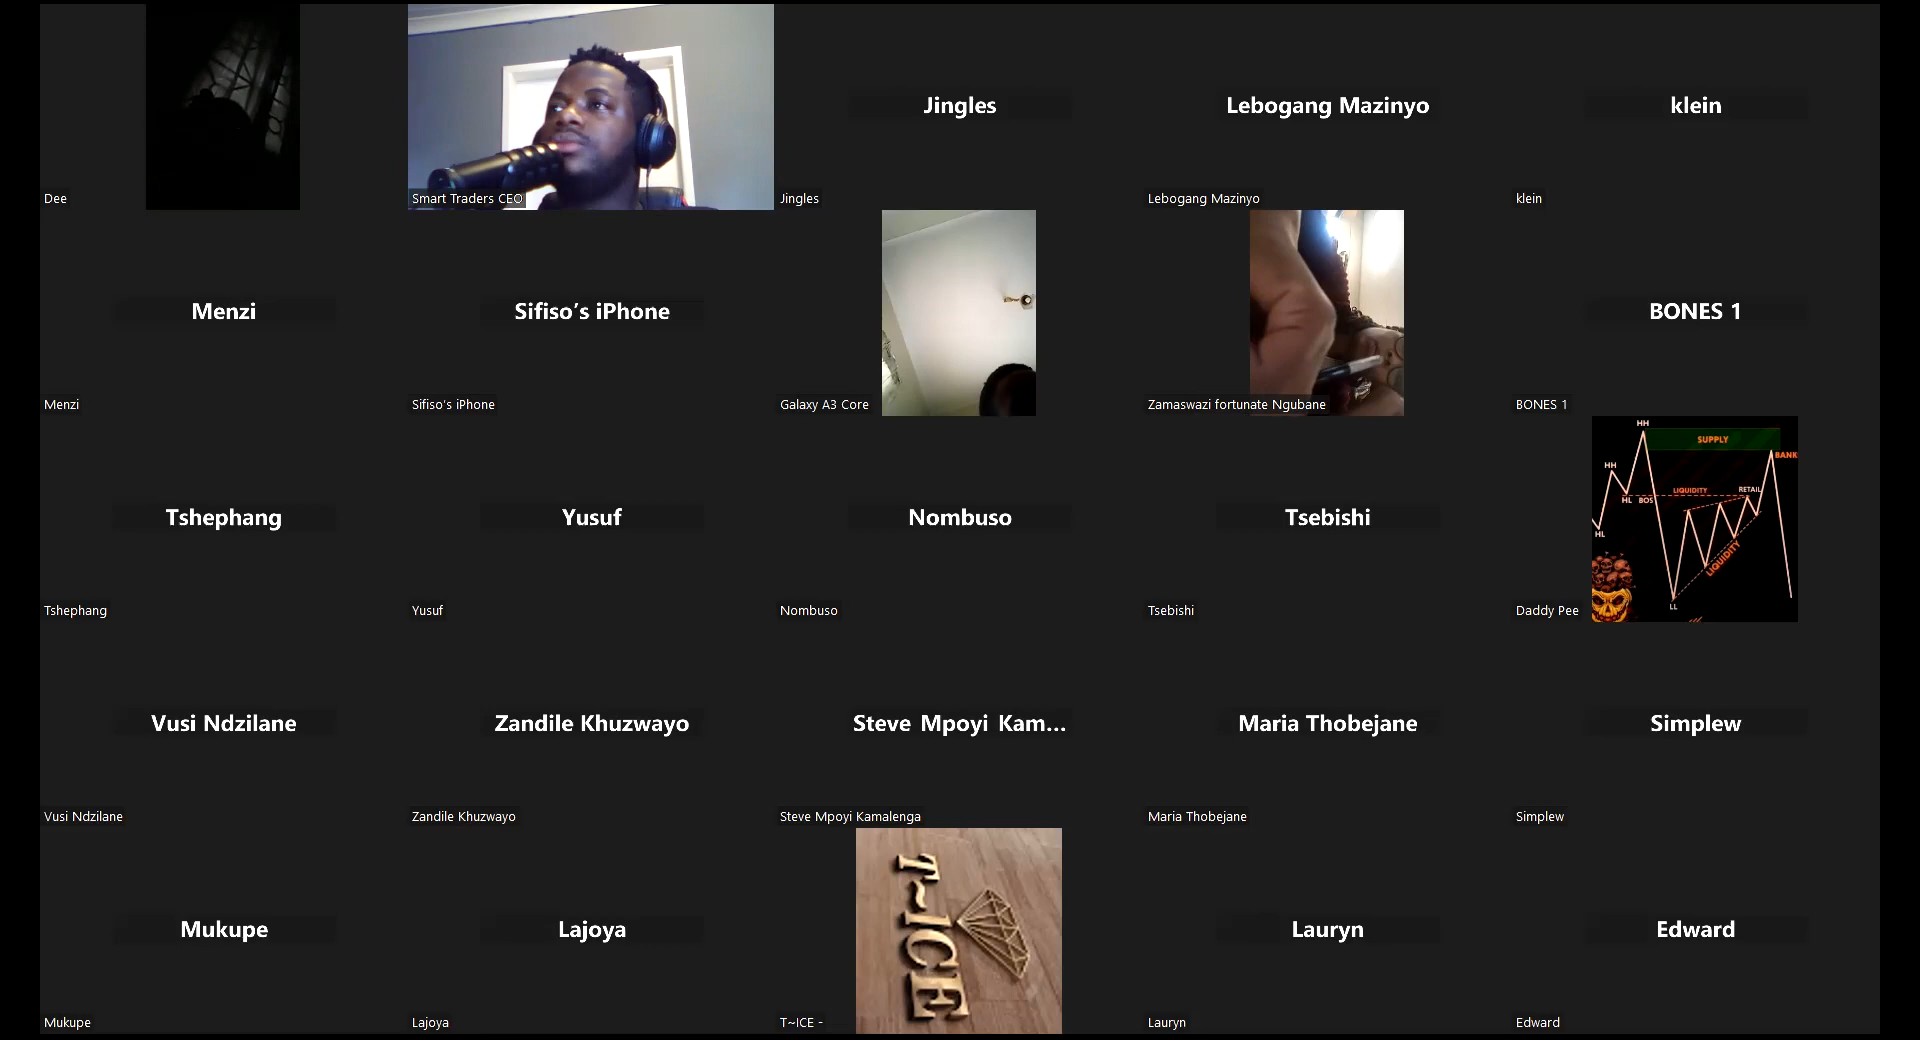 Dee
Smart Traders CEO
Jingles
Jingles
Lebogang Mazinyo
Lebogang Mazinyo
klein
klein
Menzi
Menzi
Sifiso’s iPhone
Sifiso's iPhone
Galaxy A3 Core
Zamaswazi fortunate Ngubane
BONES 1
BONES 1
Tshephang
Tshephang
Yusuf
Yusuf
Nombuso
Nombuso
Tsebishi
Tsebishi
Daddy Pee
HH
SUPPLY
BANK
HH
LIQUIDITY
RETAIL
HL
BOS
HL
LIQUIDITY
LL
Vusi Ndzilane
Vusi Ndzilane
Zandile Khuzwayo
Zandile Khuzwayo
Steve Mpoyi Kam...
Steve Mpoyi Kamalenga
Maria Thobejane
Maria Thobejane
Simplew
Simplew
Mukupe
Mukupe
Lajoya
Lajoya
T~ICE
T~ICE -
Lauryn
Lauryn
Edward
Edward